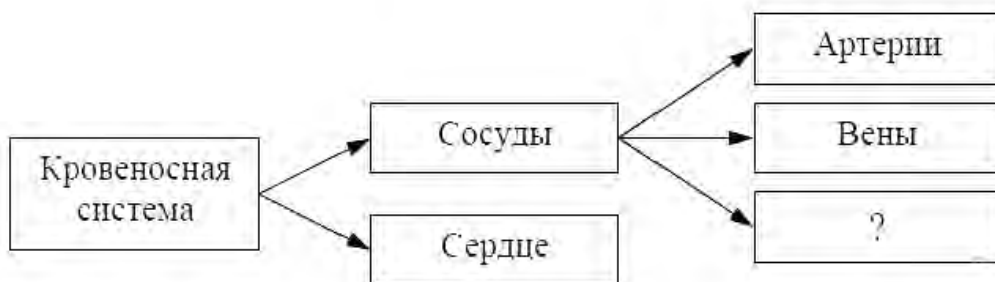 Артерии
Сосуды
Вены
Кровеносная
система
Сердце
?